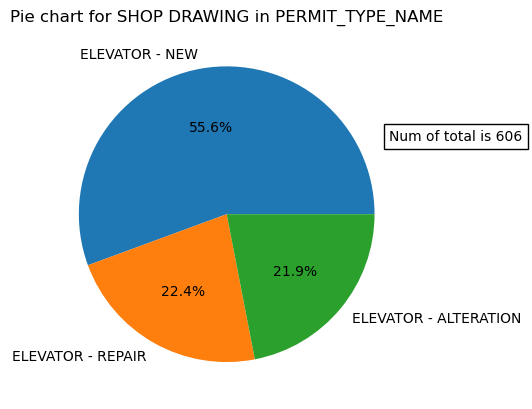 Pie chart for SHOP DRAWING in PERMIT_TYPE_NAME
ELEVATOR - NEW
55.6%
Num of total is 606
22.4%
21.9%
ELEVATOR - ALTERATION
ELEVATOR - REPAIR